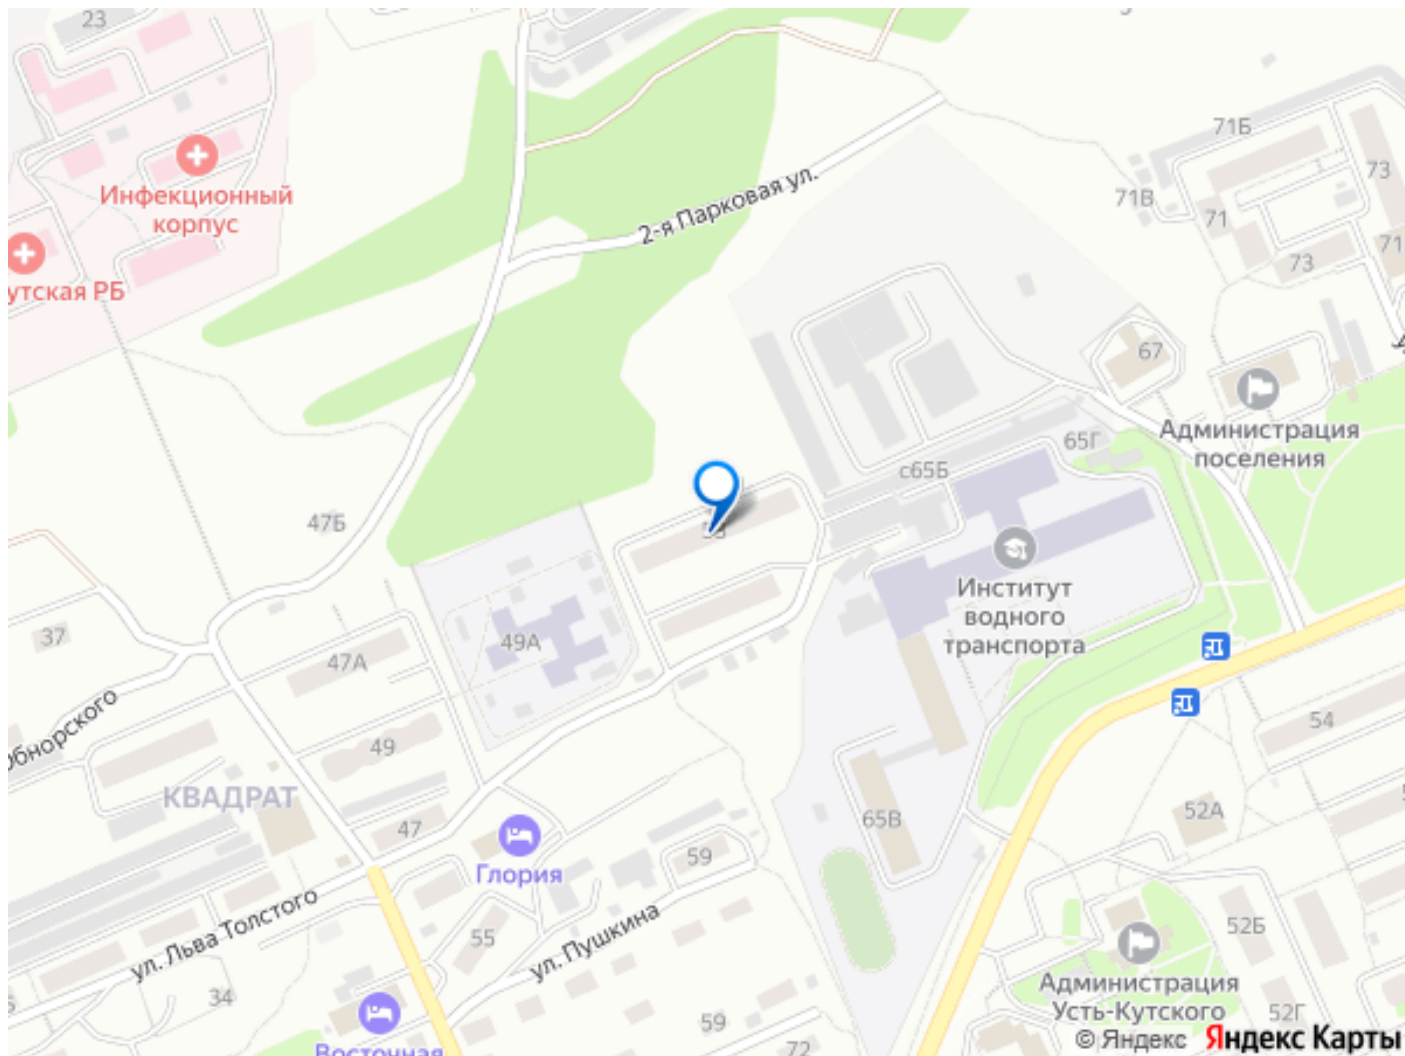 23
71Б
73
Инфекционный
корпус
71В
71
2-я Парковая ул.
73
71
утская РБ
67
Администрация
поселения
65Г
с65Б
47Б
Институт
водного
транспорта
37
49А
47А
Обнорского
54
49
КВАДРАТ
52А
65В
47
59
Глория
ул. Льва Толстого
55
ул. Пушкина
52Б
34
Администрация
Усть-Кутского
52Г
59
72
Восточная
© Яндекс Яндекс Карты